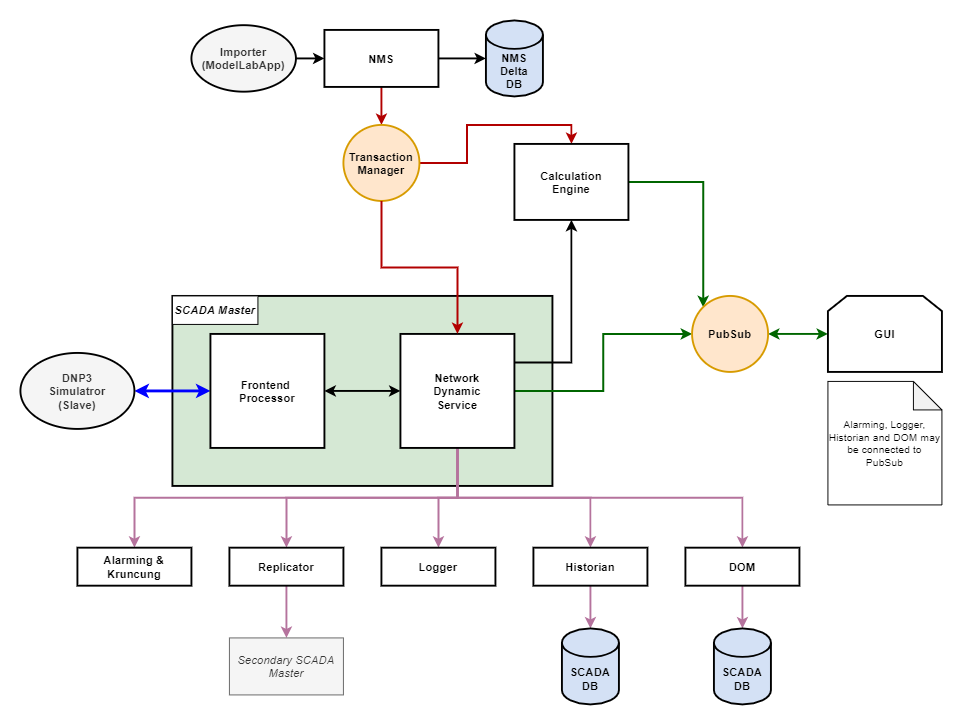 Importer
(ModelLabApp)
NMS
NMS
Delta
DB
Transaction
Manager
Calculation
Engine
SCADA Master
PubSub
GUI
DNP3
Simulatror
(Slave)
Frontend
Processor
Network
Dynamic
Service
Alarming, Logger,
Historian and DOM may
be connected to
PubSub
Alarming &
Kruncung
Replicator
Logger
Historian
DOM
Secondary SCADA
Master
SCADA
DB
SCADA
DB